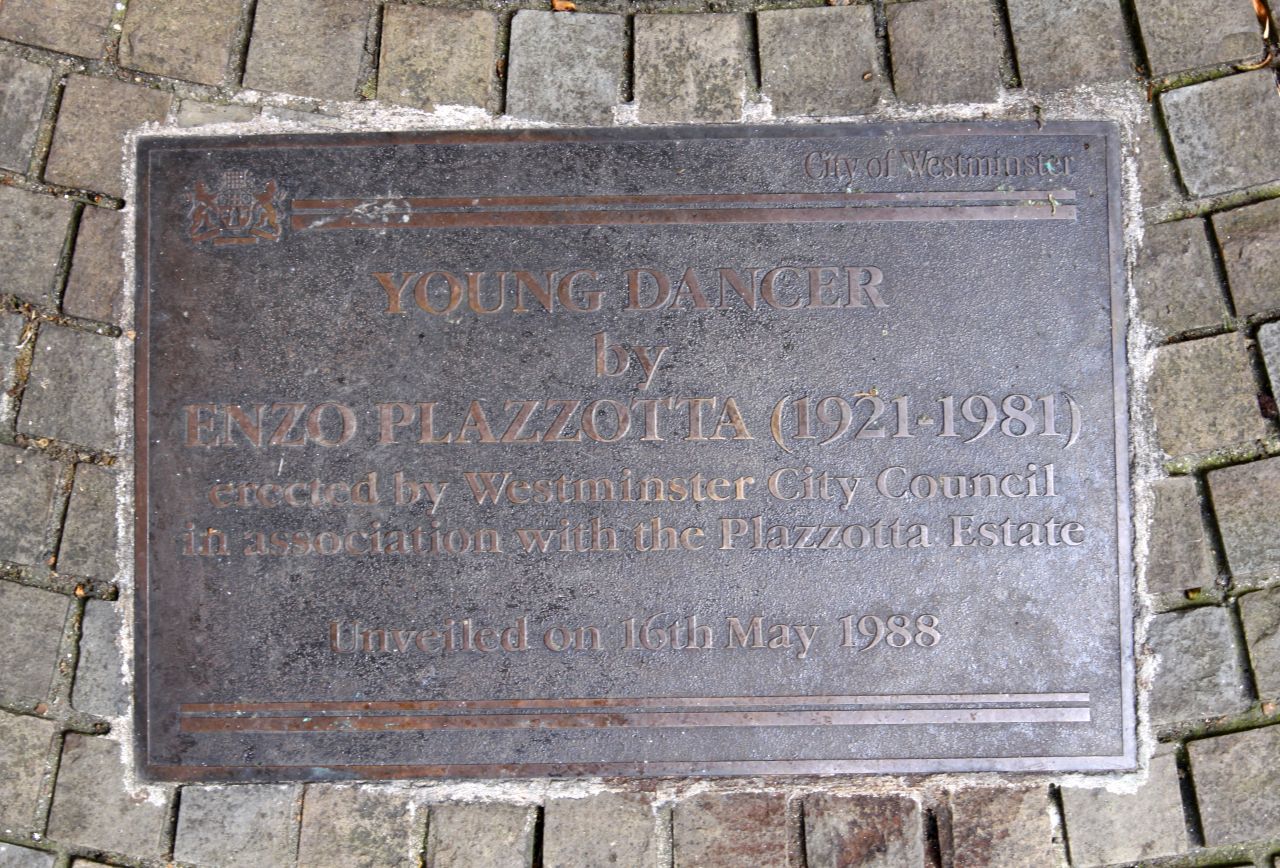 City of Westminster
YOUNG DANCER
by
ENZO PLAZZOTTA (1921-1981)
erected by Westminster City Council
in association with the Plazzotta Estate
Unveiled on 16th May 1988